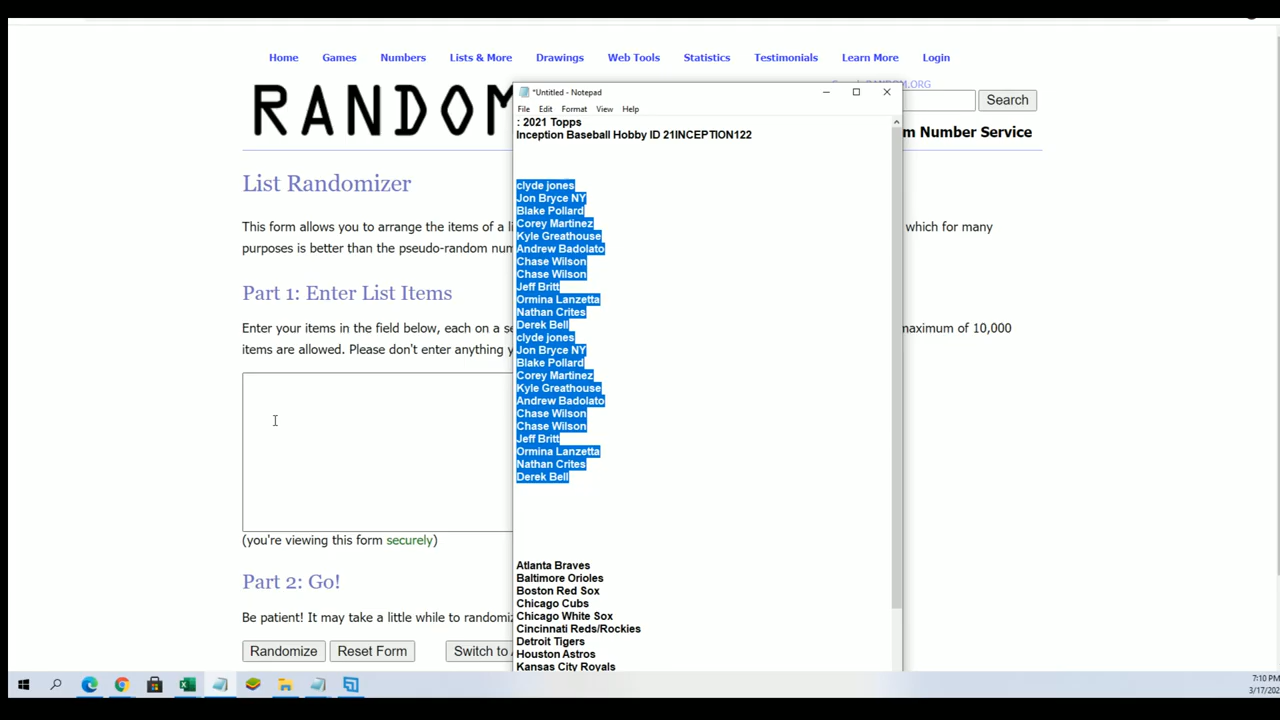 Home Games Numbers Lists & More Drawings Web Tools Statistics Testimonials Learn More Login
RANDOM
Search RANDOM.ORG
Search
m Number Service
*Untitled - Notepad
File Edit Format View Help
: 2021 Topps
Inception Baseball Hobby ID 21INCEPTION122
clyde jones
Jon Bryce NY
Blake Pollard
Corey Martinez
Kyle Greathouse
Andrew Badolato
Chase Wilson
Chase Wilson
Jeff Britt
Ormina Lanzetta
Nathan Crites
Derek Bell
clyde jones
Jon Bryce NY
Blake Pollard
Corey Martinez
Kyle Greathouse
Andrew Badolato
Chase Wilson
Chase Wilson
Jeff Britt
Ormina Lanzetta
Nathan Crites
Derek Bell
Atlanta Braves
Baltimore Orioles
Boston Red Sox
Chicago Cubs
Chicago White Sox
Cincinnati Reds/Rockies
Detroit Tigers
Houston Astros
Kansas City Royals
List Randomizer
This form allows you to arrange the items of a li
which for many
purposes is better than the pseudo-random num
Part 1: Enter List Items
Enter your items in the field below, each on a se
maximum of 10,000
items are allowed. Please don't enter anything y
(you're viewing this form securely)
Part 2: Go!
Be patient! It may take a little while to randomiz
Randomize Reset Form Switch to A
7:10 PM
3/17/202